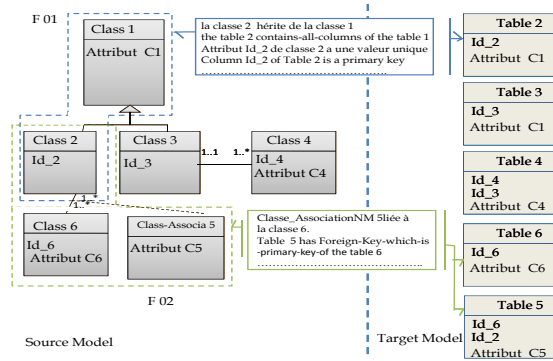 F 01
Class 1
Attribut C1
la classe 2 hérite de la classe 1
the table 2 contains-all-columns of the table 1
Attribut Id_2 de classe 2 a une valeur unique
Column Id_2 of Table 2 is a primary key
Table 2
Id_2
Attribut C1
Table 3
Id_3
Attribut C1
Class 2
Id_2
Class 3
Id_3
1..1
1..*
Class 4
Id_4
Attribut C4
Table 4
Id_4
Id_3
Attribut C4
1..*
1..*
Class 6
Id_6
Attribut C6
Class-Associa 5
Attribut C5
Classe_AssociationNM 5liée à
la classe 6.
Table 5 has Foreign-Key-which-is
-primary-key-of the table 6
Table 6
Id_6
Attribut C6
F 02
Table 5
Id_6
Id_2
Attribut C5
Source Model
Target Model